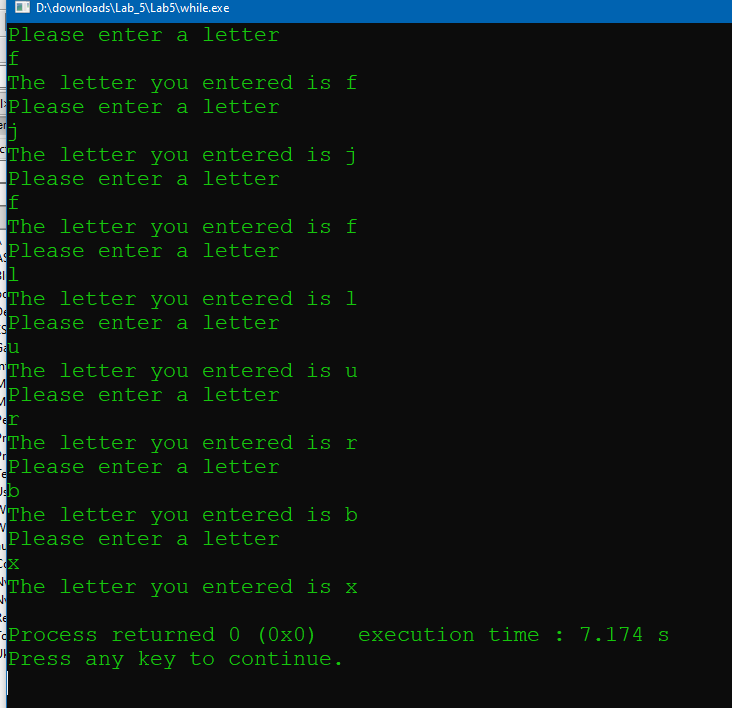 D:\downloads\Lab_5\Lab5\while.exe
Please enter a letter
f
The letter you entered is f
Please enter a letter
j
The letter you entered is j
Please enter a letter
f
The letter you entered is f
Please enter a letter
l
The letter you entered is l
Please enter a letter
u
The letter you entered is u
Please enter a letter
r
The letter you entered is r
Please enter a letter
b
The letter you entered is b
Please enter a letter
x
The letter you entered is x
Process returned 0 (0x0)   execution time : 7.174 s
Press any key to continue.